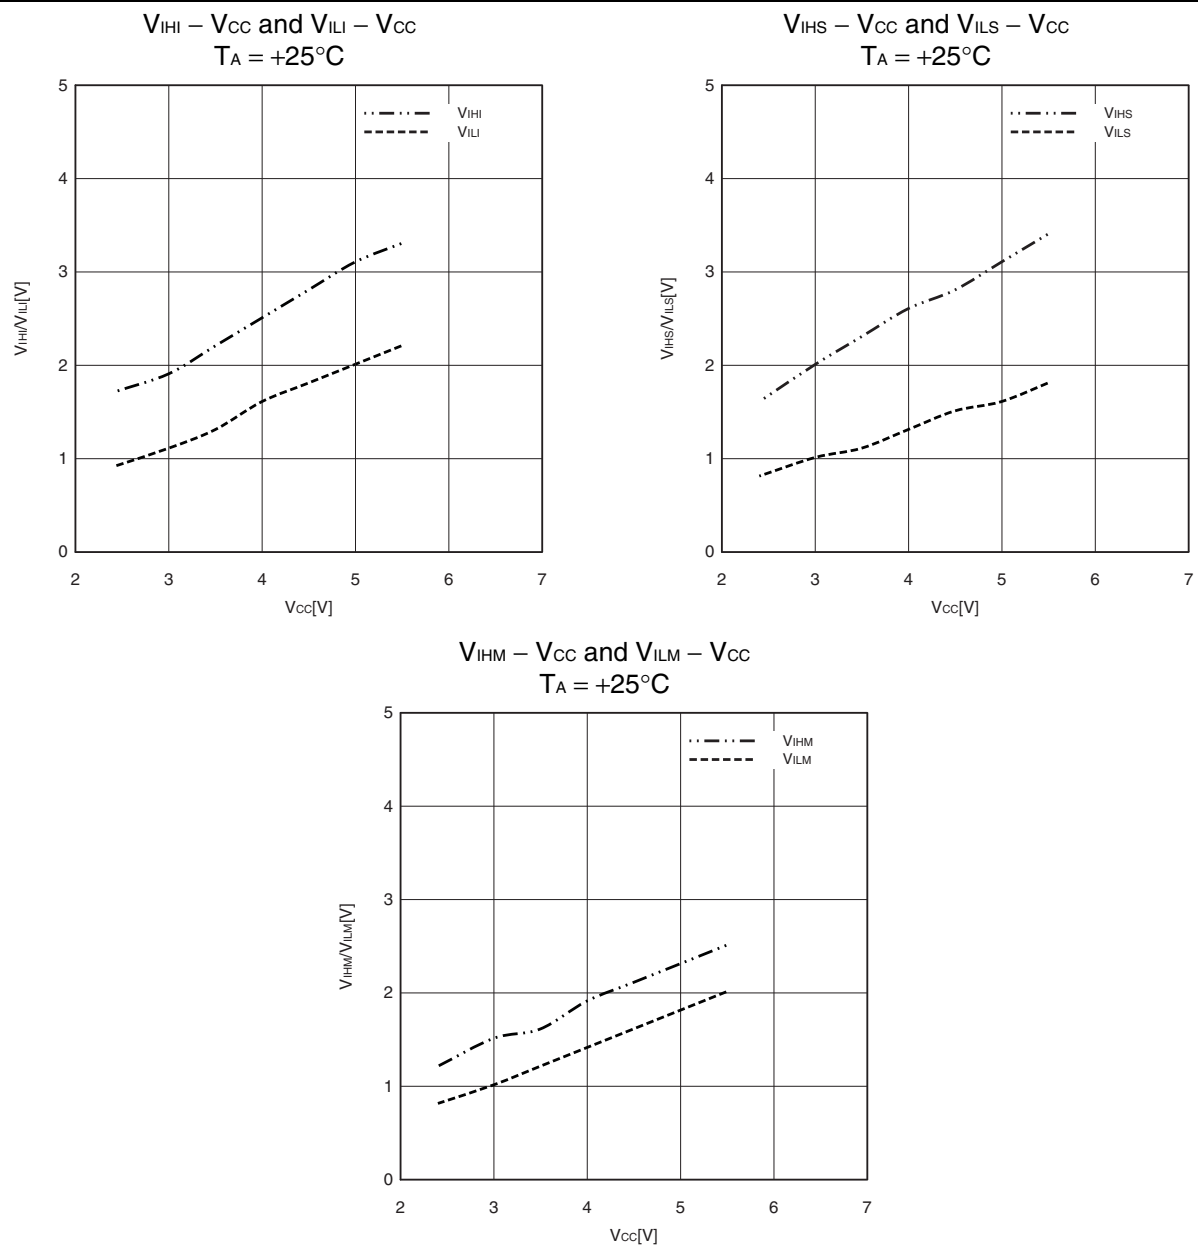 VIHI – VCC and VILI – VCC
TA = +25°C
5
4
3
2
1
0
VIHI/VILI[V]
VIHI
VILI
2 3 4 5 6 7
VCC[V]
VIHS – VCC and VILS – VCC
TA = +25°C
5
4
3
2
1
0
VIHS/VILS[V]
VIHS
VILS
2 3 4 5 6 7
VCC[V]
VIHM – VCC and VILM – VCC
TA = +25°C
5
4
3
2
1
0
VIHM/VILM[V]
VIHM
VILM
2 3 4 5 6 7
VCC[V]